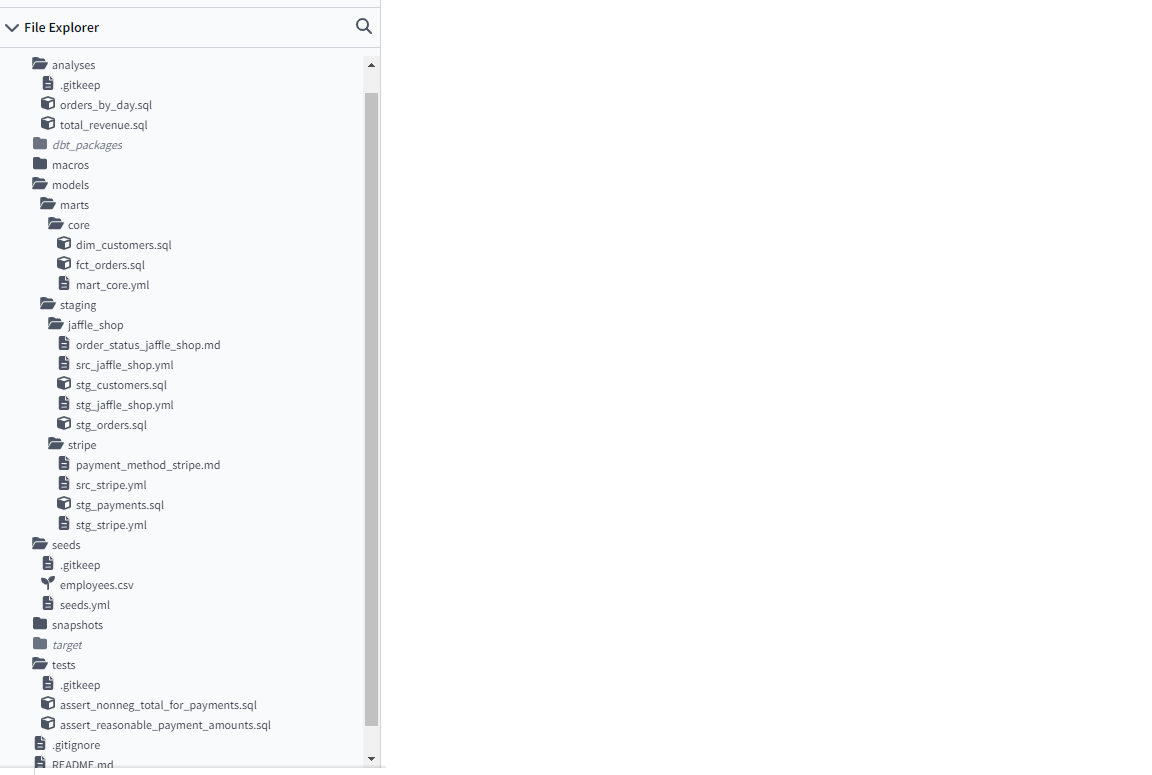 File Explorer
analyses
.gitkeep
orders_by_day.sql
total_revenue.sql
dbt_packages
macros
models
marts
core
dim_customers.sql
fct_orders.sql
mart_core.yml
staging
jaffle_shop
order_status_jaffle_shop.md
src_jaffle_shop.yml
stg_customers.sql
stg_jaffle_shop.yml
stg_orders.sql
stripe
payment_method_stripe.md
src_stripe.yml
stg_payments.sql
stg_stripe.yml
seeds
.gitkeep
employees.csv
seeds.yml
snapshots
target
tests
.gitkeep
assert_nonneg_total_for_payments.sql
assert_reasonable_payment_amounts.sql
.gitignore
README.md